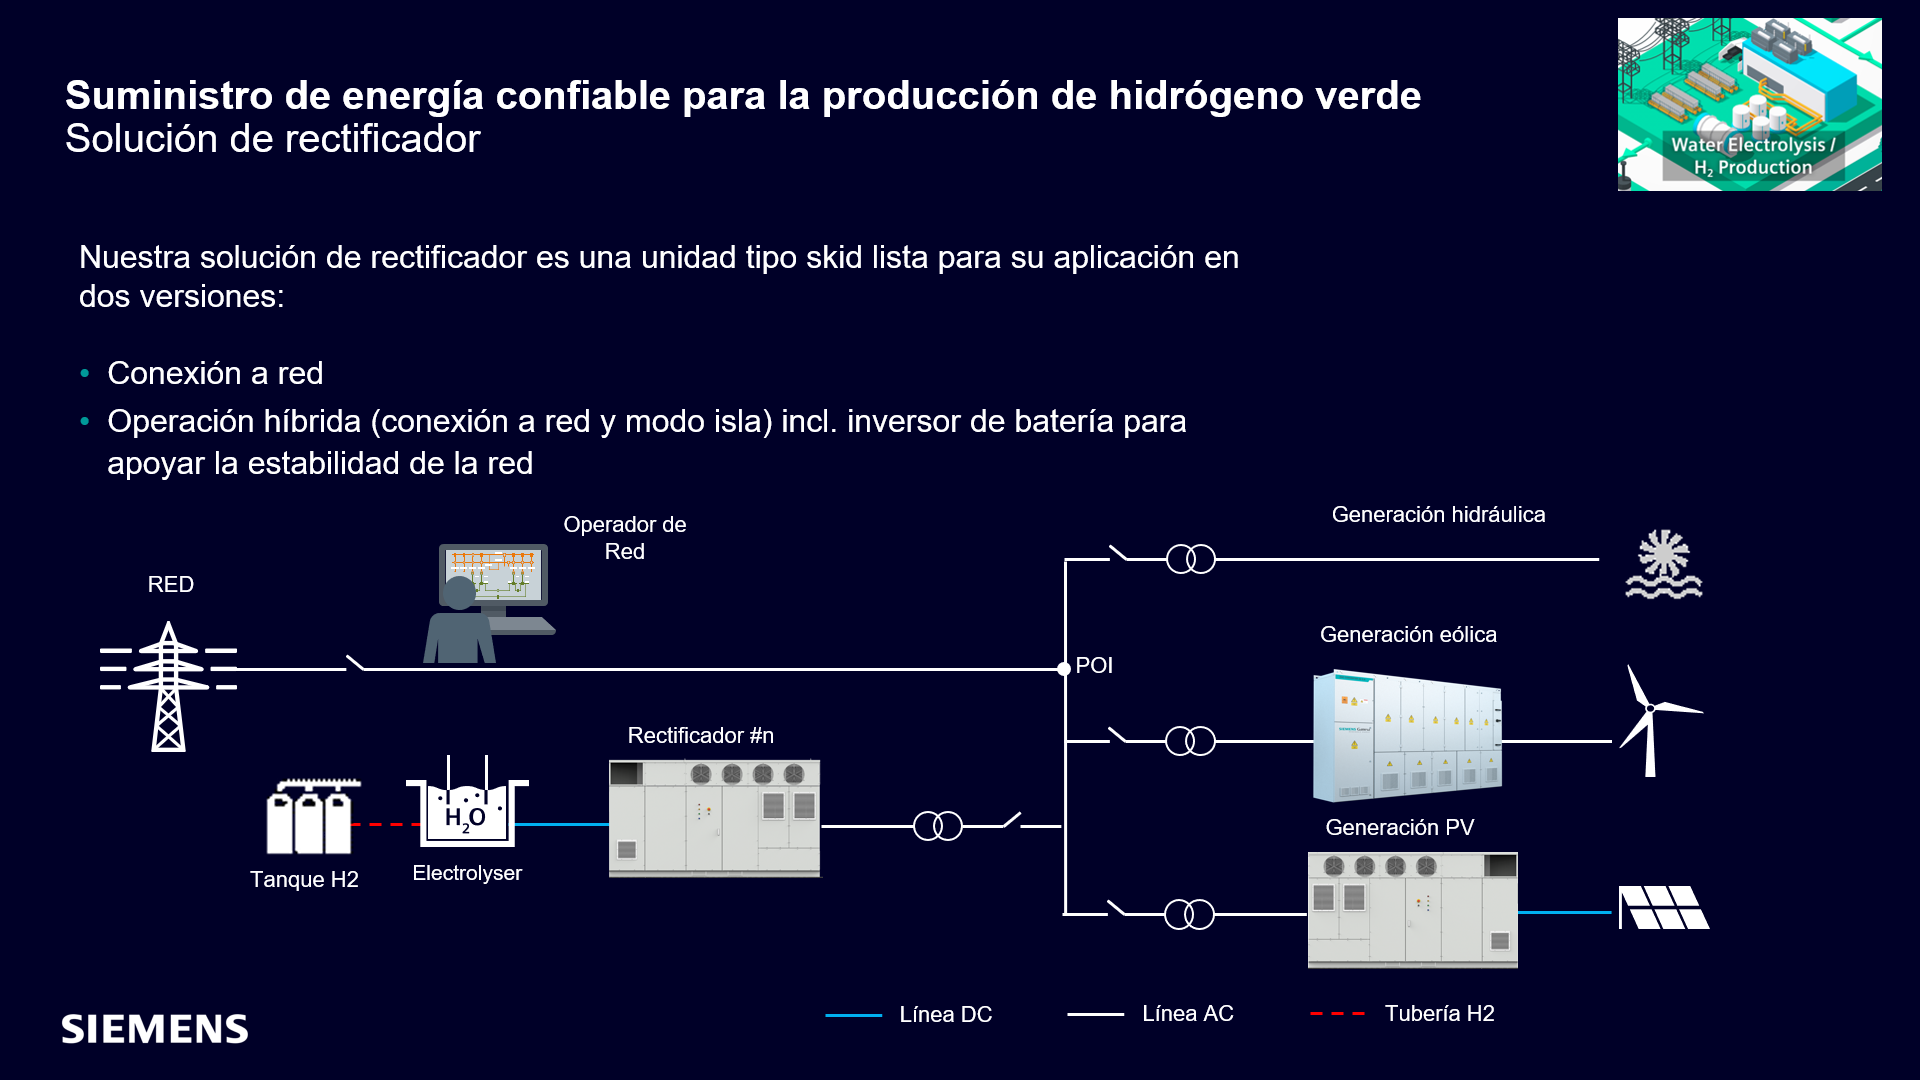 Suministro de energía confiable para la producción de hidrógeno verde
Solución de rectificador
Water Electrolysis /
H₂ Production
Nuestra solución de rectificador es una unidad tipo skid lista para su aplicación en
dos versiones:
• Conexión a red
• Operación híbrida (conexión a red y modo isla) incl. inversor de batería para
apoyar la estabilidad de la red
Operador de
Red
Generación hidráulica
RED
Generación eólica
POI
SIEMENS
Rectificador #n
H₂O
Generación PV
Tanque H2
Electrolyser
Línea DC
Línea AC
Tubería H2
SIEMENS